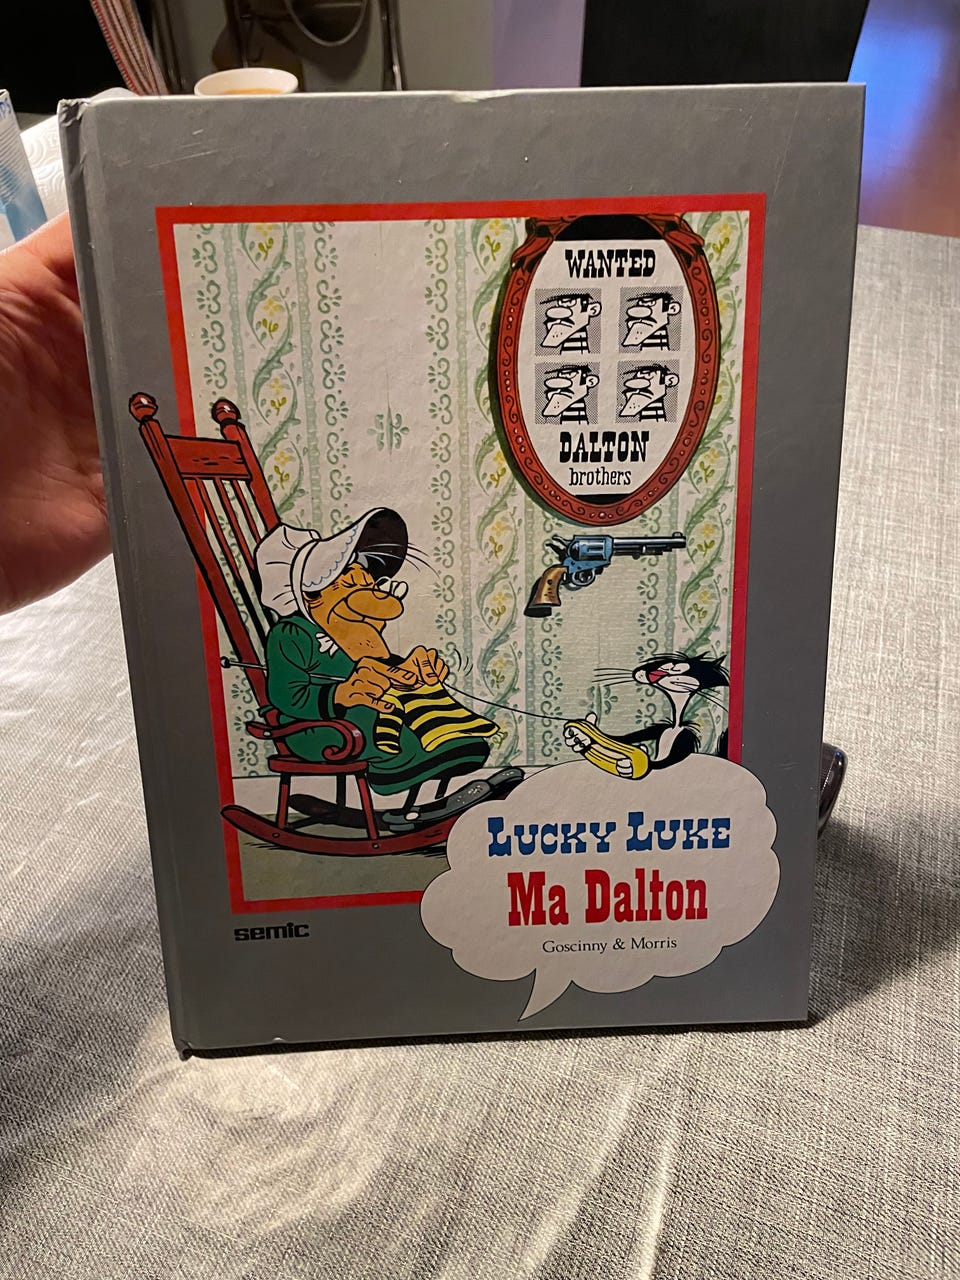 WANTED
DALTON
brothers
LUCKY LUKE
Ma Dalton
Goscinny & Morris
semic